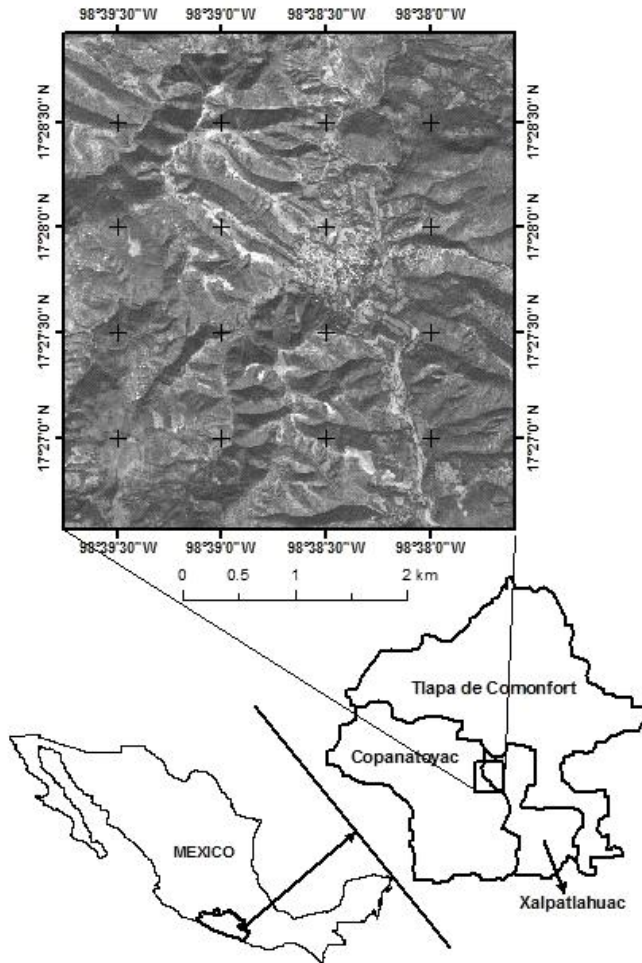 98°39'30"W 98°39'0"W 98°38'30"W 98°38'0"W
17°28'30" N 17°28'30" N
17°28'0" N 17°28'0" N
17°27'30" N 17°27'30" N
17°27'0" N 17°27'0" N
98°39'30"W 98°39'0"W 98°38'30"W 98°38'0"W
0 0.5 1 2 km
Tlapa de Comonfort
Copanatoyac
MEXICO
Xalpatlahuac